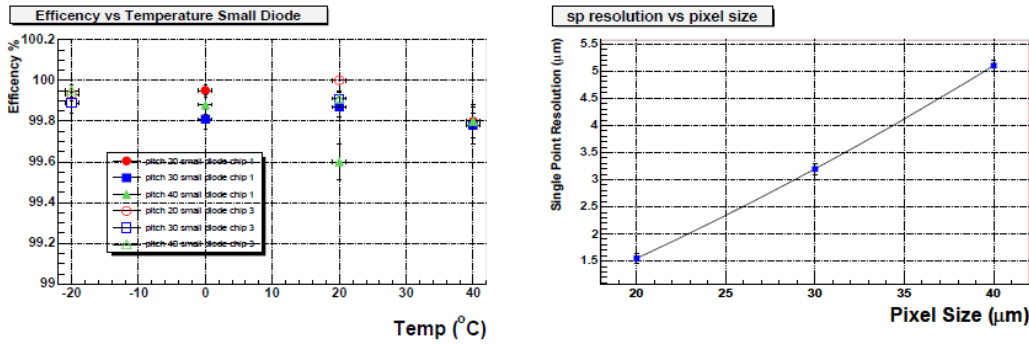 Efficency vs Temperature Small Diode
Efficency %
100.2
100
99.8
99.6
99.4
99.2
99
pitch 20 small diode chip 1
pitch 30 small diode chip 1
pitch 40 small diode chip 1
pitch 20 small diode chip 3
pitch 30 small diode chip 3
pitch 40 small diode chip 3
-20 -10 0 10 20 30 40
Temp (°C)
sp resolution vs pixel size
Single Point Resolution (μm)
5.5
5
4.5
4
3.5
3
2.5
2
1.5
20 25 30 35 40
Pixel Size (μm)